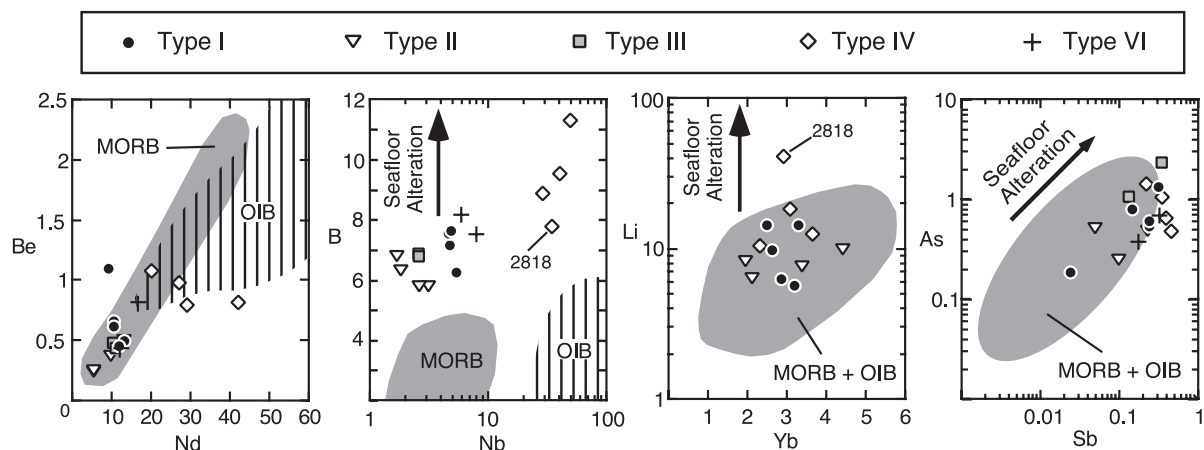 Type I Type II Type III Type IV Type VI
2.5
2
1.5
Be
1
0.5
0
10 20 30 40 50 60
Nd
MORB
OIB
12
10
8
B
6
4
1 10 100
Nb
Seafloor
Alteration
2818
MORB
OIB
100
Li
10
1
1 2 3 4 5 6
Yb
Seafloor
Alteration
2818
MORB + OIB
10
1
As
0.1
0.01 0.1 1
Sb
Seafloor
Alteration
MORB + OIB